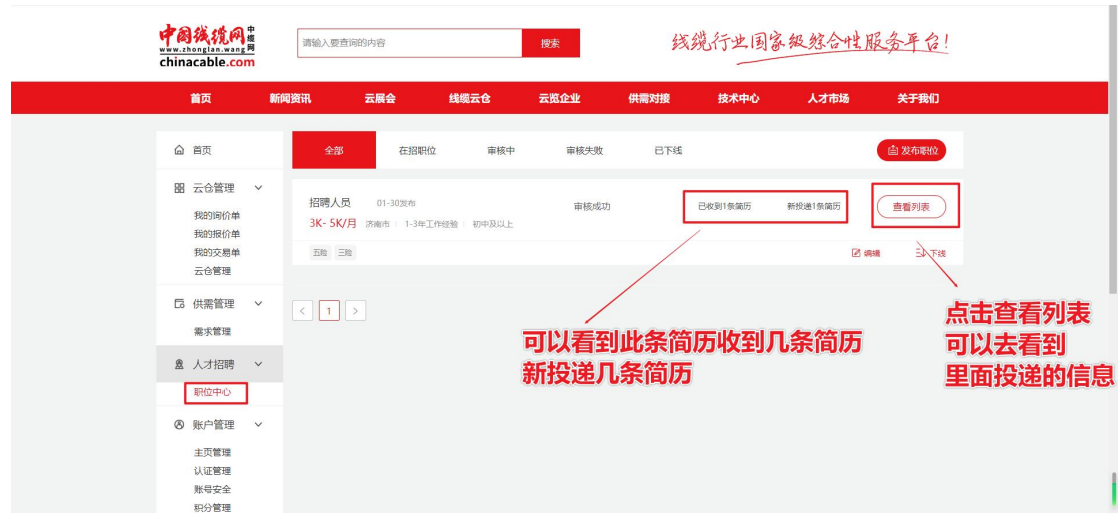 中国线缆网
www.zhonglan.wang
中缆网
chinacable.com
请输入要查询的内容
搜索
线缆行业国家级综合性服务平台!
首页 新闻资讯 云展会 线缆云仓 云览企业 供需对接 技术中心 人才市场 关于我们
首页
云仓管理
我的询价单
我的报价单
我的交易单
云仓管理
供需管理
需求管理
人才招聘
职位中心
账户管理
主页管理
认证管理
账号安全
积分管理
全部 在招职位 审核中 审核失败 已下线
发布职位
招聘人员 01-30发布
3K- 5K/月 济南市 1-3年工作经验 初中及以上
审核成功
已收到1条简历 新投递1条简历
查看列表
五险 三险
编辑 下线
1
可以看到此条简历收到几条简历
新投递几条简历
点击查看列表
可以去看到
里面投递的信息